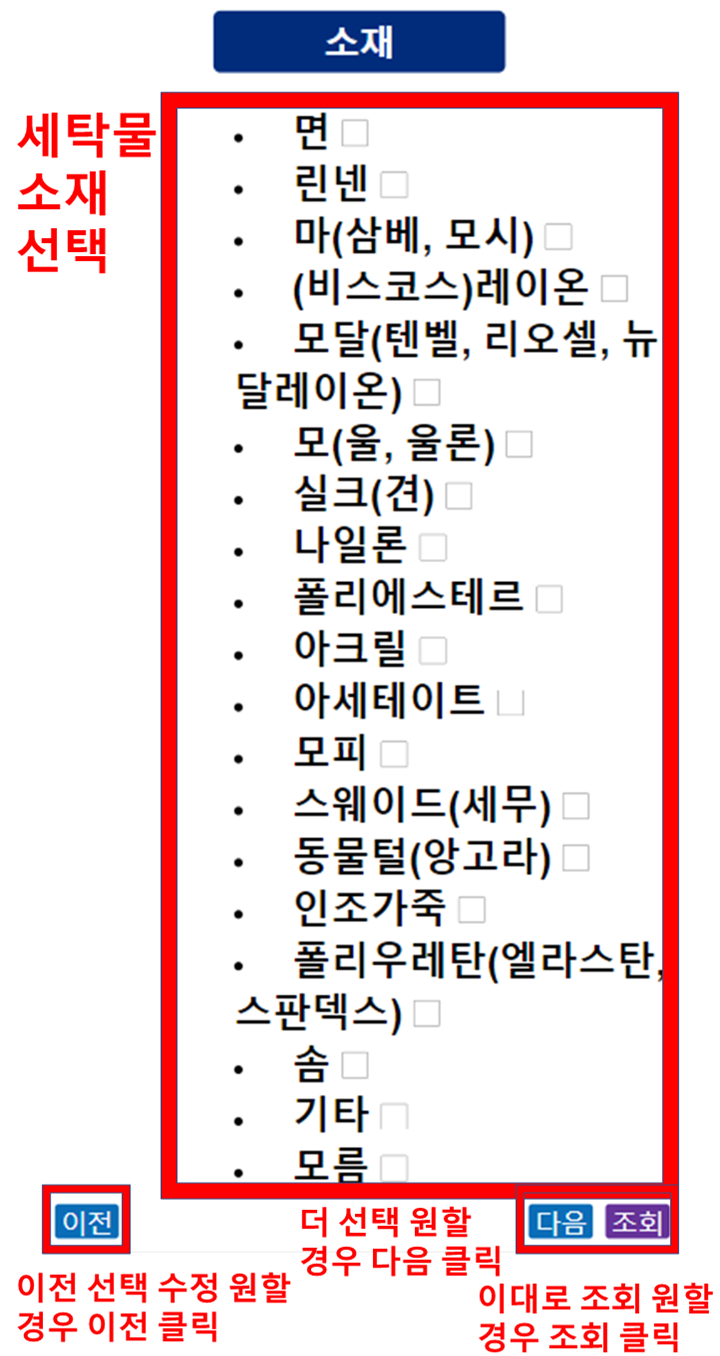 소재
세탁물
소재
선택
• 면
• 린넨
• 마(삼베, 모시)
• (비스코스)레이온
• 모달(텐벨, 리오셀, 뉴
달레이온)
• 모(울, 울론)
• 실크(견)
• 나일론
• 폴리에스테르
• 아크릴
• 아세테이트
• 모피
• 스웨이드(세무)
• 동물털(앙고라)
• 인조가죽
• 폴리우레탄(엘라스탄,
스판덱스)
• 솜
• 기타
• 모름
이전
다음 조회
더 선택 원할
경우 다음 클릭
이전 선택 수정 원할
경우 이전 클릭
이대로 조회 원할
경우 조회 클릭